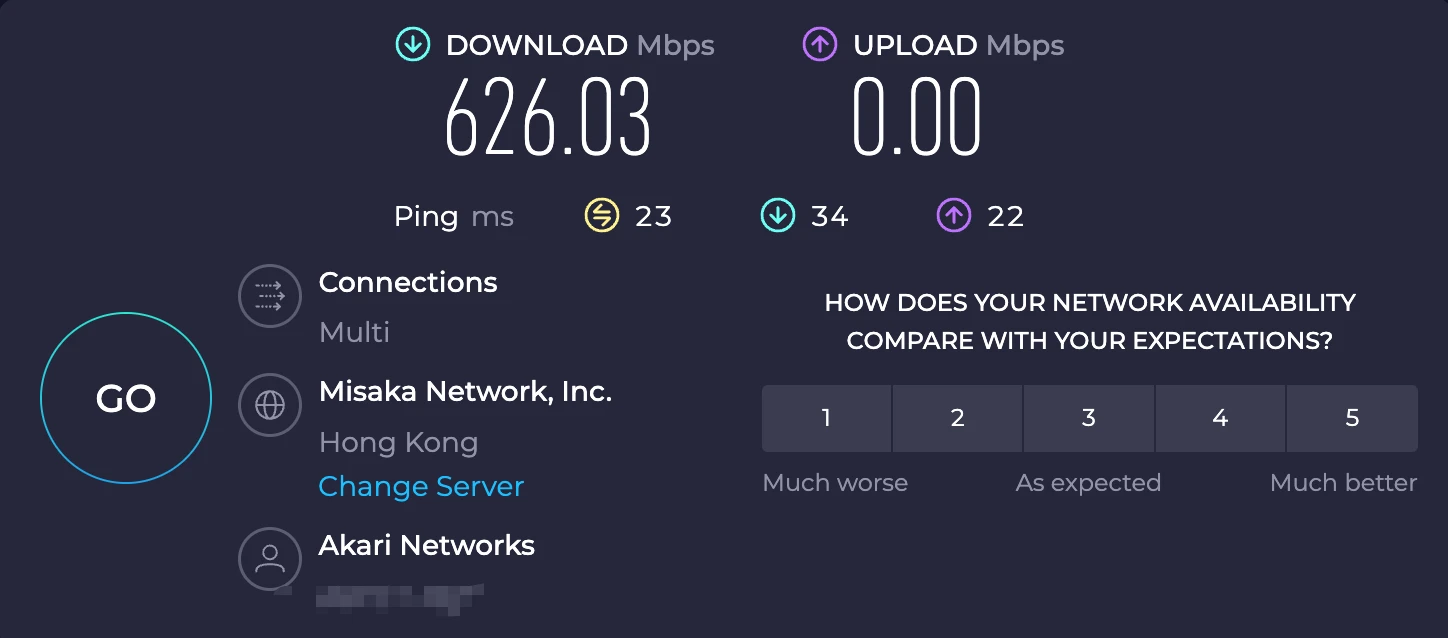 DOWNLOAD Mbps
626.03
UPLOAD Mbps
0.00
Ping ms 23 34 22
GO
Connections
Multi
Misaka Network, Inc.
Hong Kong
Change Server
Akari Networks
HOW DOES YOUR NETWORK AVAILABILITY
COMPARE WITH YOUR EXPECTATIONS?
1 2 3 4 5
Much worse As expected Much better